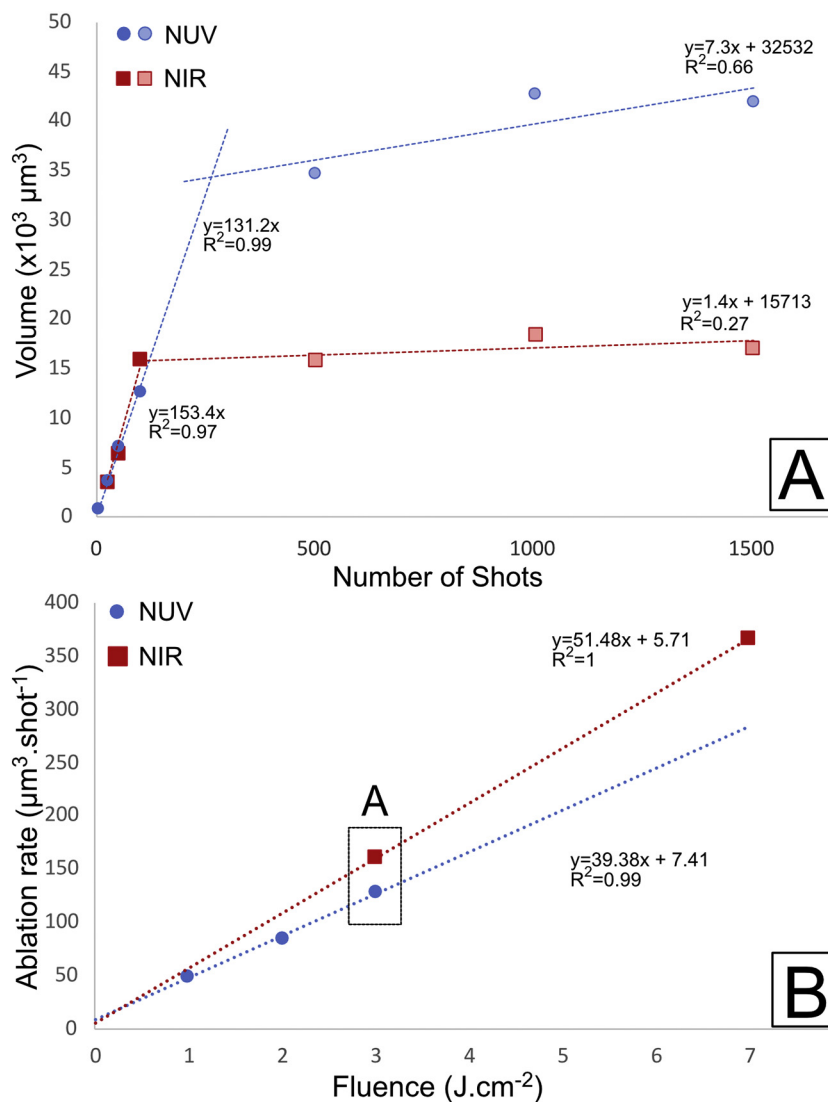 50
45
40
35
30
25
20
15
10
5
0
Volume (x10³ µm³)
NUV
NIR
y=7.3x + 32532
R²=0.66
y=131.2x
R²=0.99
y=1.4x + 15713
R²=0.27
y=153.4x
R²=0.97
A
0 500 1000 1500
Number of Shots
400
350
300
250
200
150
100
50
0
Ablation rate (µm³.shot⁻¹)
NUV
NIR
y=51.48x + 5.71
R²=1
A
y=39.38x + 7.41
R²=0.99
B
0 1 2 3 4 5 6 7
Fluence (J.cm⁻²)